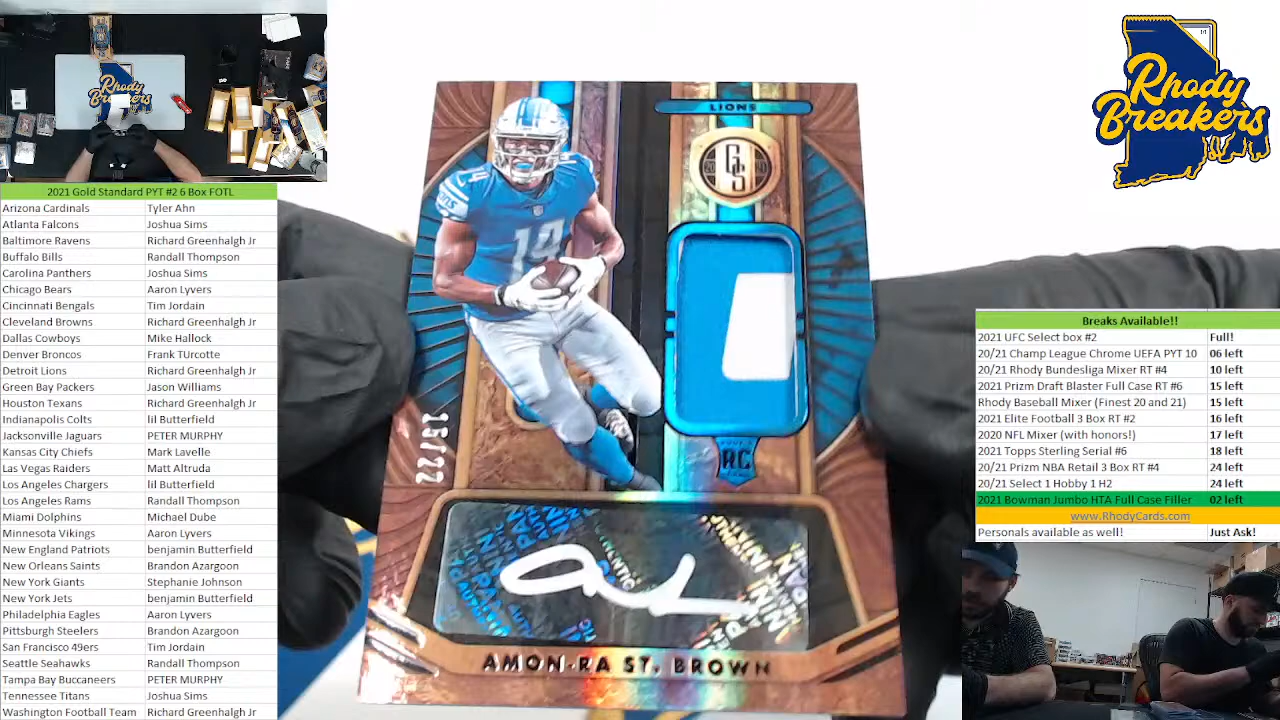 2021 Gold Standard PYT #2 6 Box FOTL
Arizona Cardinals Tyler Ahn
Atlanta Falcons Joshua Sims
Baltimore Ravens Richard Greenhalgh Jr
Buffalo Bills Randall Thompson
Carolina Panthers Joshua Sims
Chicago Bears Aaron Lyvers
Cincinnati Bengals Tim Jordain
Cleveland Browns Richard Greenhalgh Jr
Dallas Cowboys Mike Hallock
Denver Broncos Frank TUrcotte
Detroit Lions Richard Greenhalgh Jr
Green Bay Packers Jason Williams
Houston Texans Richard Greenhalgh Jr
Indianapolis Colts lil Butterfield
Jacksonville Jaguars PETER MURPHY
Kansas City Chiefs Mark Lavelle
Las Vegas Raiders Matt Altruda
Los Angeles Chargers lil Butterfield
Los Angeles Rams Randall Thompson
Miami Dolphins Michael Dube
Minnesota Vikings Aaron Lyvers
New England Patriots benjamin Butterfield
New Orleans Saints Brandon Azargoon
New York Giants Stephanie Johnson
New York Jets benjamin Butterfield
Philadelphia Eagles Aaron Lyvers
Pittsburgh Steelers Brandon Azargoon
San Francisco 49ers Tim Jordain
Seattle Seahawks Randall Thompson
Tampa Bay Buccaneers PETER MURPHY
Tennessee Titans Joshua Sims
Washington Football Team Richard Greenhalgh Jr
Rhody
Breakers
LIONS
GS
14
14
RC
AMON-RA ST. BROWN
Rhody
Breakers
Breaks Available!!
2021 UFC Select box #2 Full!
20/21 Champ League Chrome UEFA PYT 10 06 left
20/21 Rhody Bundesliga Mixer RT #4 10 left
2021 Prizm Draft Blaster Full Case RT #6 15 left
Rhody Baseball Mixer (Finest 20 and 21) 15 left
2021 Elite Football 3 Box RT #2 16 left
2020 NFL Mixer (with honors!) 17 left
2021 Topps Sterling Serial #6 18 left
20/21 Prizm NBA Retail 3 Box RT #4 24 left
20/21 Select 1 Hobby 1 H2 24 left
2021 Bowman Jumbo HTA Full Case Filler 02 left
www.RhodyCards.com
Personals available as well! Just Ask!